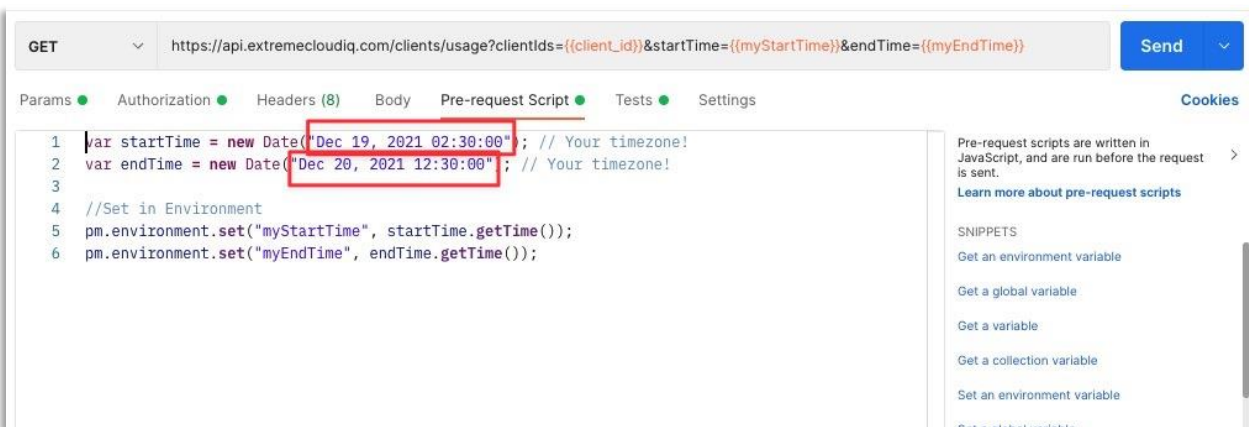 GET https://api.extremecloudiq.com/clients/usage?clientIds={{client_id}}&startTime={{myStartTime}}&endTime={{myEndTime}} Send
Params Authorization Headers (8) Body Pre-request Script Tests Settings Cookies
1 var startTime = new Date("Dec 19, 2021 02:30:00"); // Your timezone!
2 var endTime = new Date("Dec 20, 2021 12:30:00"); // Your timezone!
3
4 //Set in Environment
5 pm.environment.set("myStartTime", startTime.getTime());
6 pm.environment.set("myEndTime", endTime.getTime());
Pre-request scripts are written in
JavaScript, and are run before the request
is sent.
Learn more about pre-request scripts
SNIPPETS
Get an environment variable
Get a global variable
Get a variable
Get a collection variable
Set an environment variable